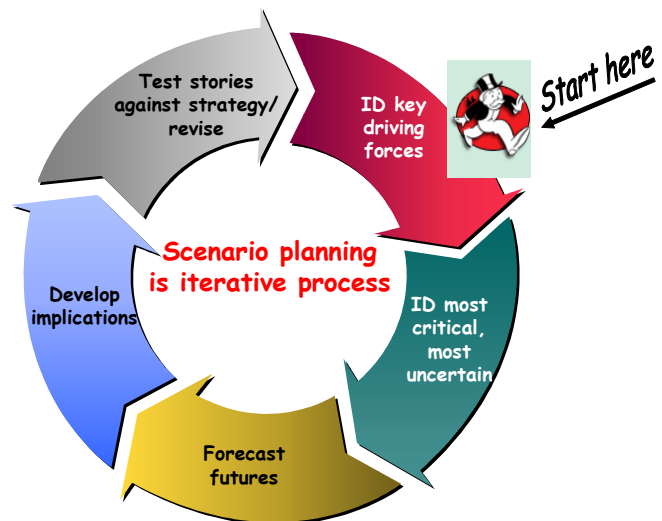 Start here
ID key
driving
forces
ID most
critical,
most
uncertain
Forecast
futures
Develop
implications
Test stories
against strategy/
revise
Scenario planning
is iterative process